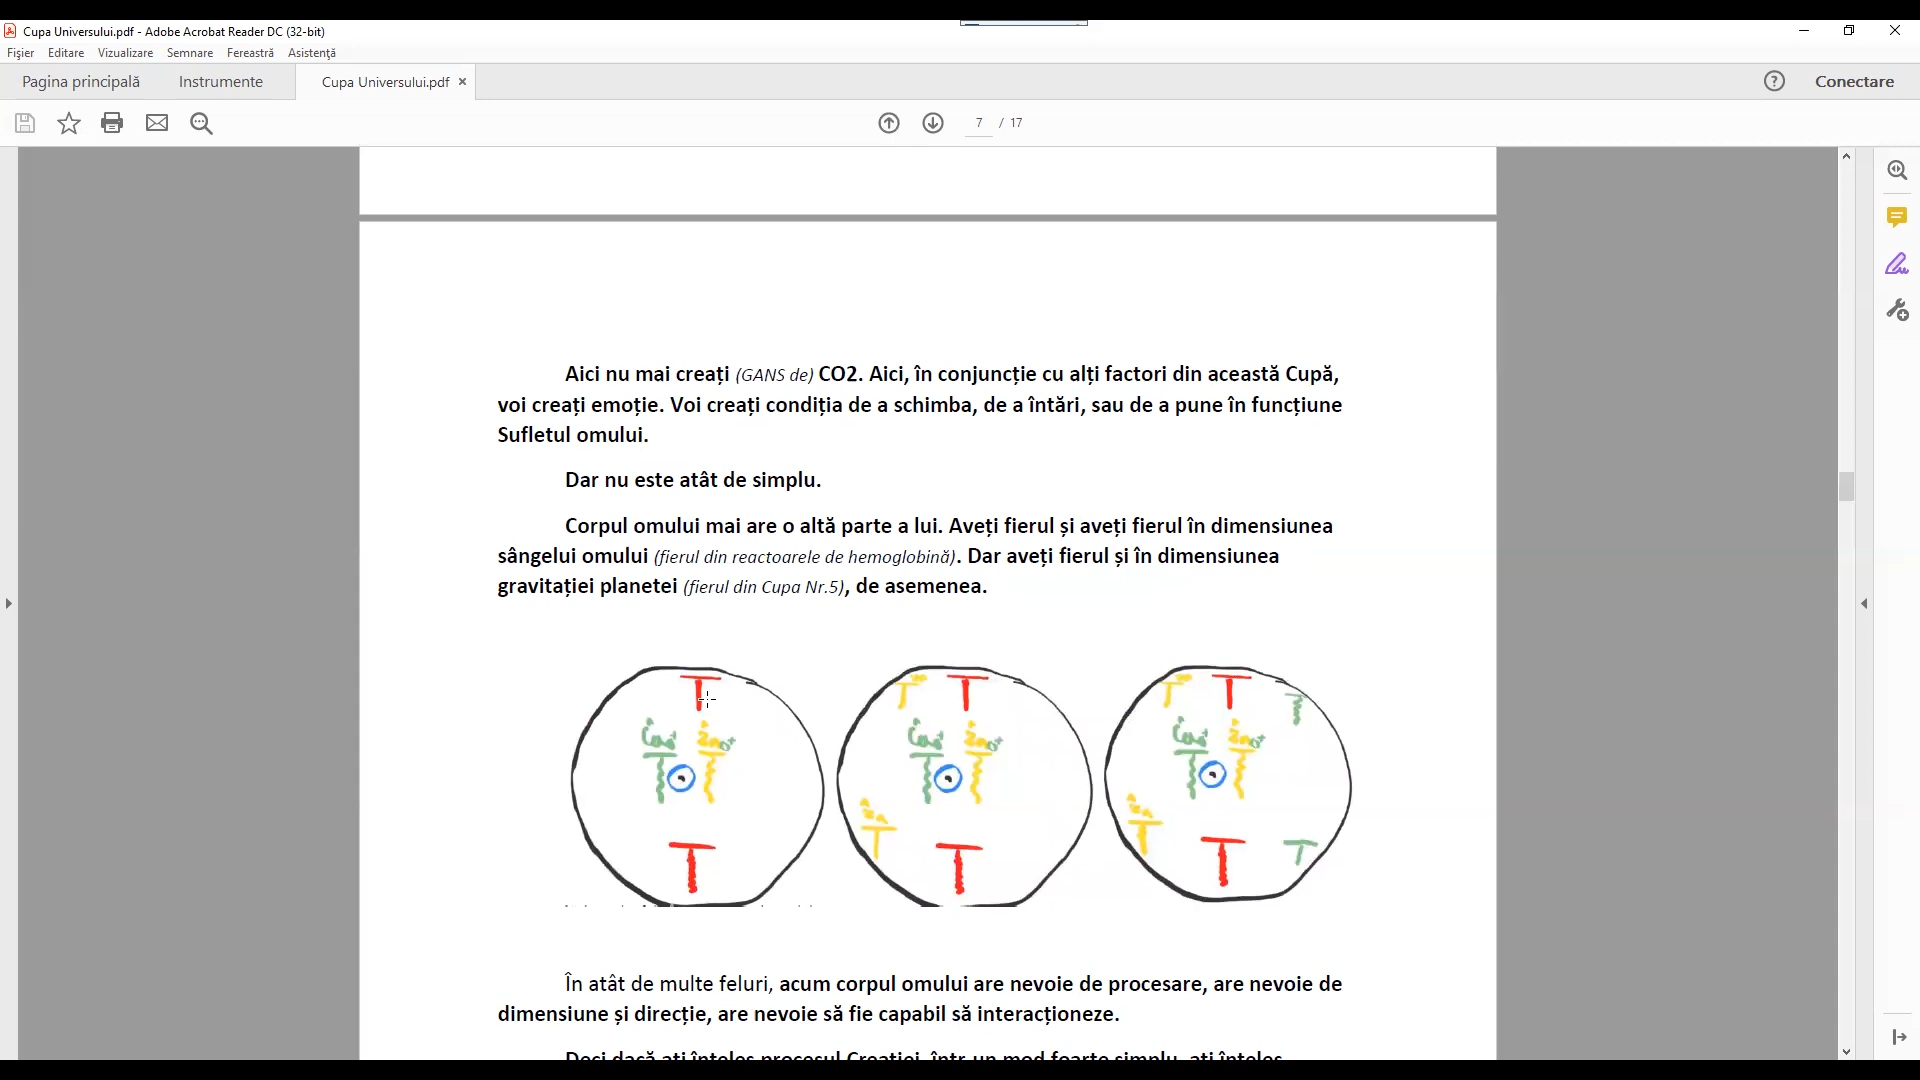 Cupa Universului.pdf - Adobe Acrobat Reader DC (32-bit)
Fișier Editare Vizualizare Semnare Fereastră Asistență
Pagina principală Instrumente Cupa Universului.pdf × Conectare
7 / 17
Aici nu mai creați (GANS de) CO2. Aici, în conjuncție cu alți factori din această Cupă,
voi creați emoție. Voi creați condiția de a schimba, de a întări, sau de a pune în funcțiune
Sufletul omului.
Dar nu este atât de simplu.
Corpul omului mai are o altă parte a lui. Aveți fierul și aveți fierul în dimensiunea
sângelui omului (fierul din reactoarele de hemoglobină). Dar aveți fierul și în dimensiunea
gravitației planetei (fierul din Cupa Nr.5), de asemenea.
În atât de multe feluri, acum corpul omului are nevoie de procesare, are nevoie de
dimensiune și direcție, are nevoie să fie capabil să interacționeze.
Deci dacă ați înțeles procesul Creației, într-un mod foarte simplu, ați înțeles